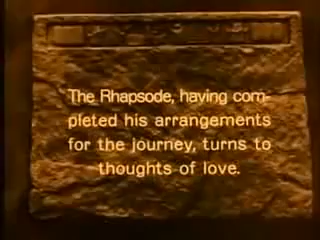 The Rhapsode, having com-
pleted his arrangements
for the journey, turns to
thoughts of love.